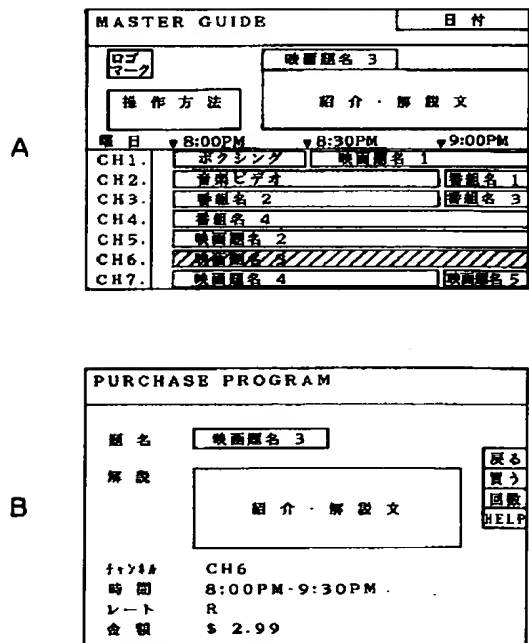 MASTER GUIDE 日付
ロゴマーク 映画題名 3
操作方法 紹介・解説文
A
曜日 ▼8:00PM ▼8:30PM ▼9:00PM
CH1. ボクシング 映画題名 1
CH2. 音楽ビデオ 番組名 1
CH3. 番組名 2 番組名 3
CH4. 番組名 4
CH5. 映画題名 2
CH6. 映画題名 3
CH7. 映画題名 4 映画題名 5
PURCHASE PROGRAM
題名 映画題名 3
戻る
解説
買う
紹介・解説文
回数
B
HELP
チャンネル CH6
時間 8:00PM-9:30PM
レート R
金額 $ 2.99